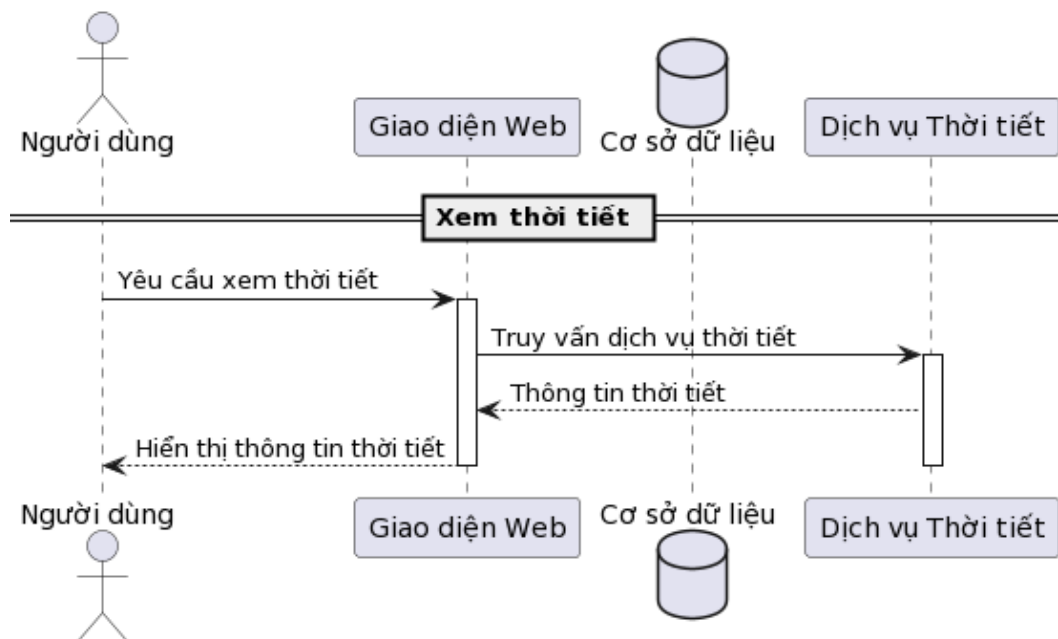 Người dùng
Giao diện Web
Cơ sở dữ liệu
Dịch vụ Thời tiết
Xem thời tiết
Yêu cầu xem thời tiết
Truy vấn dịch vụ thời tiết
Thông tin thời tiết
Hiển thị thông tin thời tiết
Người dùng
Giao diện Web
Cơ sở dữ liệu
Dịch vụ Thời tiết